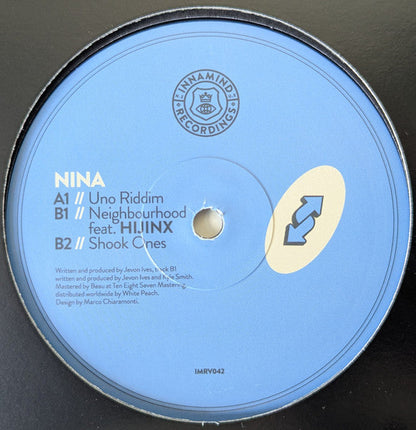 INNAMIND
RECORDINGS
NINA
A1 // Uno Riddim
B1 // Neighbourhood
feat. HIJINX
B2 // Shook Ones
Written and produced by Jevon Ives, track B1
written and produced by Jevon Ives and Kyle Smith.
Mastered by Beau at Ten Eight Seven Mastering,
distributed worldwide by White Peach.
Design by Marco Chiaramonti.
IMRV042